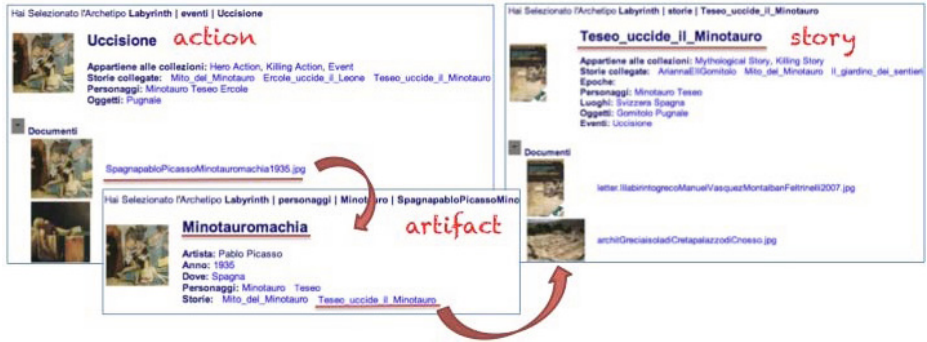 Hai Selezionato l'Archetipo Labyrinth | eventi | Uccisione
Uccisione action
Appartiene alle collezioni: Hero Action, Killing Action, Event
Storie collegate: Mito_del_Minotauro Ercole_uccide_il_Leone Teseo_uccide_il_Minotauro
Personaggi: Minotauro Teseo Ercole
Oggetti: Pugnale
Documenti
SpagnapabloPicassoMinotauromachia1935.jpg
Hai Selezionato l'Archetipo Labyrinth | personaggi | Minotauro | SpagnapabloPicassoMino
Minotauromachia
artifact
Artista: Pablo Picasso
Anno: 1935
Dove: Spagna
Personaggi: Minotauro Teseo
Storie: Mito_del_Minotauro Teseo_uccide_il_Minotauro
Hai Selezionato l'Archetipo Labyrinth | storie | Teseo_uccide_il_Minotauro
Teseo_uccide_il_Minotauro story
Appartiene alle collezioni: Mythological Story, Killing Story
Storie collegate: AriannaEIlGomitolo Mito_del_Minotauro Il_giardino_dei_sentieri
Epoche:
Personaggi: Minotauro Teseo
Luoghi: Svizzera Spagna
Oggetti: Gomitolo Pugnale
Eventi: Uccisione
Documenti
letter.IllabirintogrecoManuelVasquezMontalbanFeltrinelli2007.jpg
architGreciaisoladiCretapalazzodiCnosso.jpg